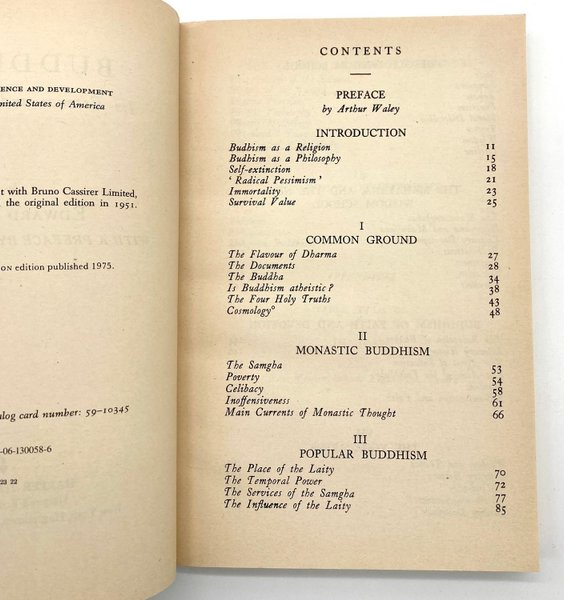 ENCE AND DEVELOPMENT
nited States of America
t with Bruno Cassirer Limited,
the original edition in 1951.
ON edition published 1975.
alog card number: 59-10345
-06-130058-6
23 22
CONTENTS
PREFACE
by Arthur Waley
INTRODUCTION
Budhism as a Religion 11
Budhism as a Philosophy 15
Self-extinction 18
'Radical Pessimism' 21
Immortality 23
Survival Value 25
I
COMMON GROUND
The Flavour of Dharma 27
The Documents 28
The Buddha 34
Is Buddhism atheistic? 38
The Four Holy Truths 43
Cosmology° 48
II
MONASTIC BUDDHISM
The Samgha 53
Poverty 54
Celibacy 58
Inoffensiveness 61
Main Currents of Monastic Thought 66
III
POPULAR BUDDHISM
The Place of the Laity 70
The Temporal Power 72
The Services of the Samgha 77
The Influence of the Laity 85